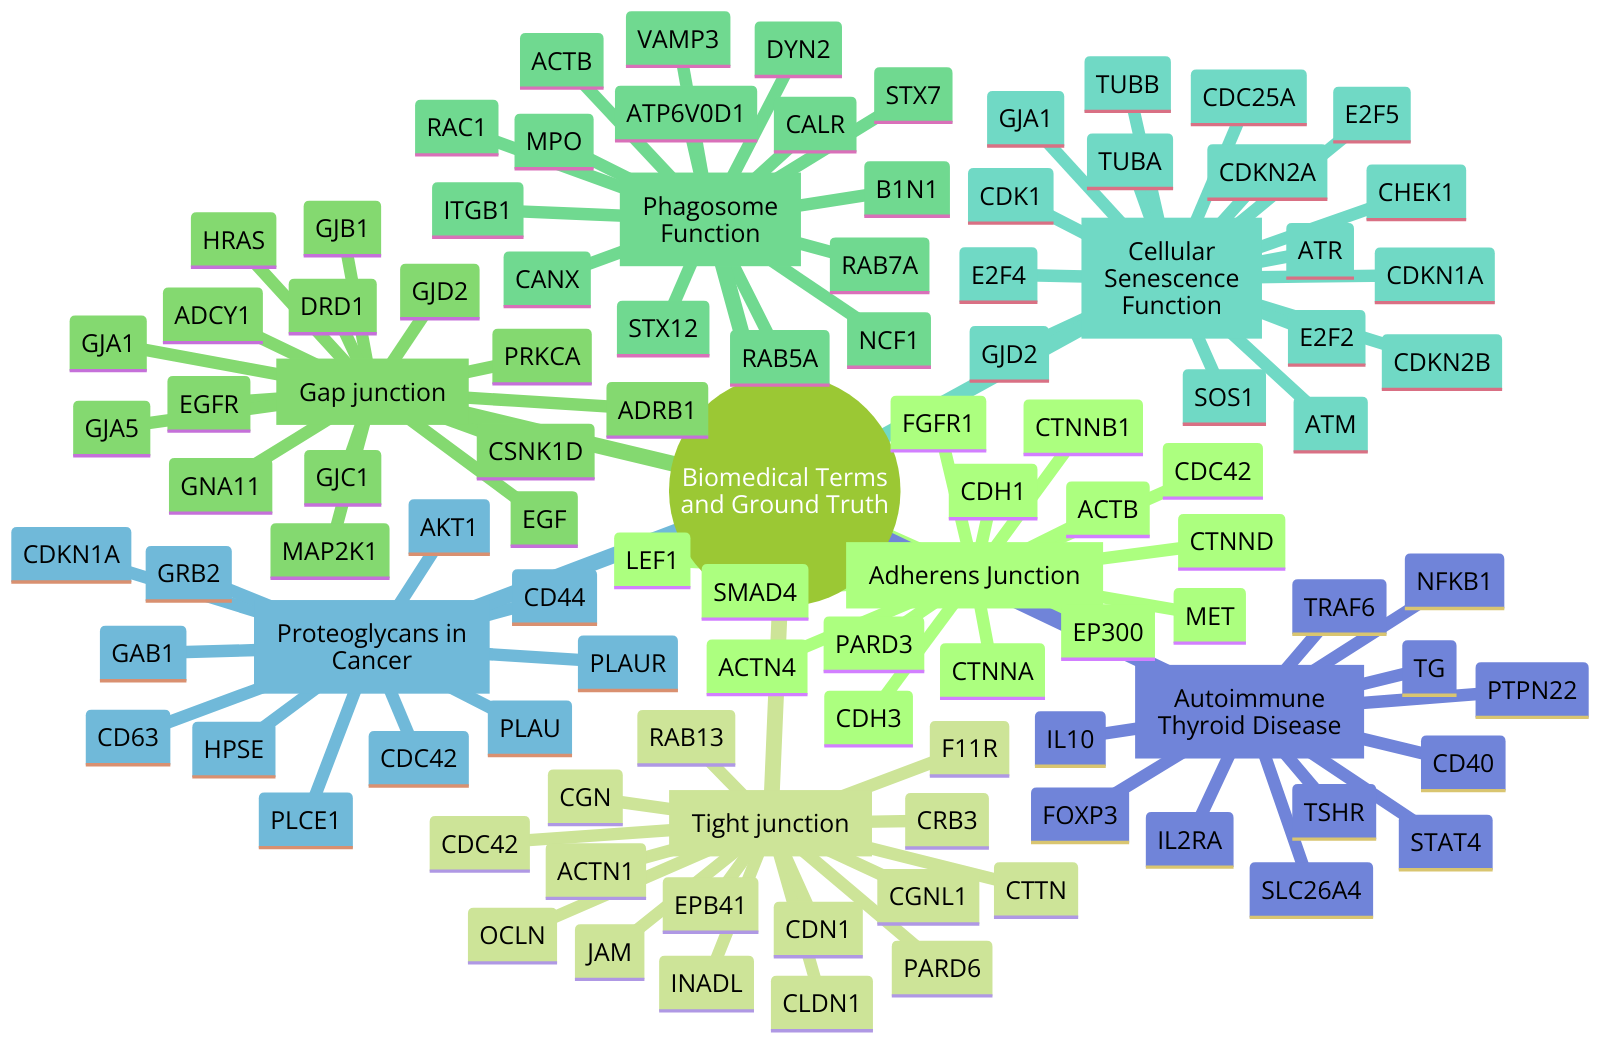 Biomedical Terms
and Ground Truth
Phagosome
Function
VAMP3
DYN2
ACTB
STX7
ATP6V0D1
CALR
RAC1
MPO
B1N1
ITGB1
RAB7A
CANX
STX12
NCF1
RAB5A
Cellular
Senescence
Function
TUBB
CDC25A
E2F5
GJA1
TUBA
CDKN2A
CHEK1
CDK1
ATR
E2F4
CDKN1A
E2F2
GJD2
CDKN2B
SOS1
ATM
Gap junction
GJB1
HRAS
GJD2
DRD1
ADCY1
GJA1
PRKCA
EGFR
ADRB1
GJA5
CSNK1D
GNA11
GJC1
EGF
MAP2K1
Adherens Junction
FGFR1
CTNNB1
CDC42
CDH1
ACTB
CTNND
LEF1
SMAD4
MET
EP300
PARD3
ACTN4
CTNNA
CDH3
Proteoglycans in
Cancer
AKT1
CDKN1A
GRB2
CD44
GAB1
PLAUR
CD63
HPSE
PLAU
CDC42
PLCE1
Autoimmune
Thyroid Disease
NFKB1
TRAF6
TG
PTPN22
IL10
CD40
FOXP3
TSHR
IL2RA
STAT4
SLC26A4
Tight junction
RAB13
F11R
CGN
CRB3
CDC42
ACTN1
CTTN
CGNL1
EPB41
CDN1
OCLN
JAM
PARD6
INADL
CLDN1